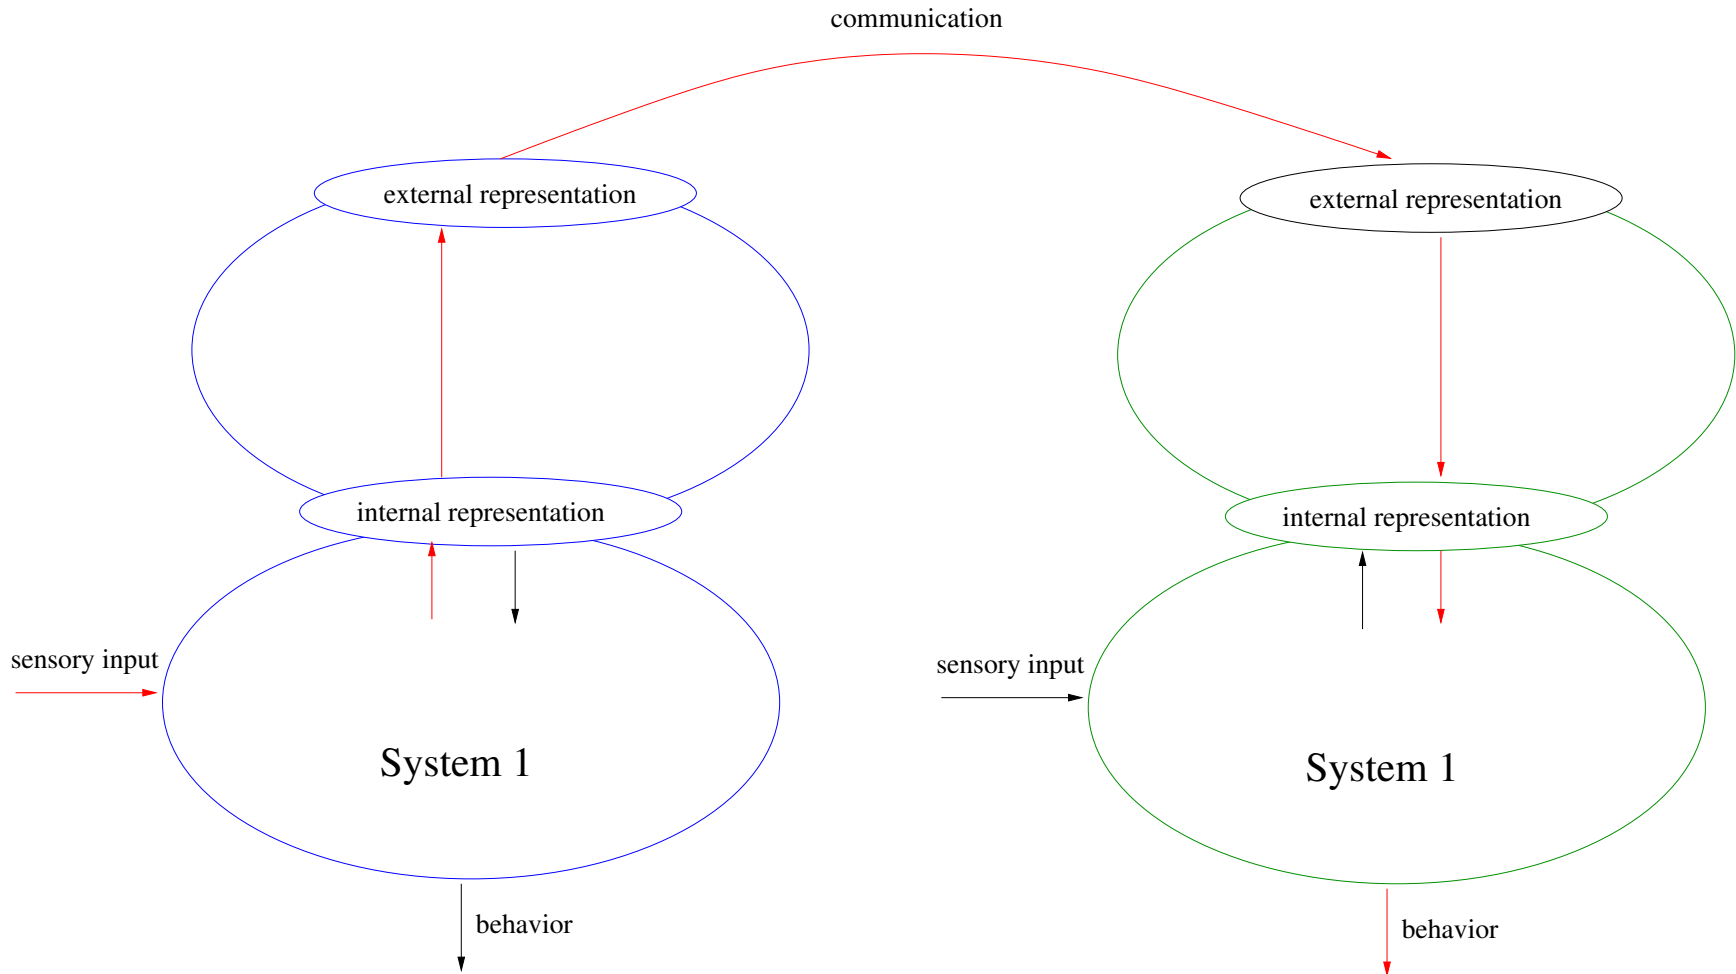 communication
external representation
external representation
internal representation
internal representation
sensory input
sensory input
System 1
System 1
behavior
behavior